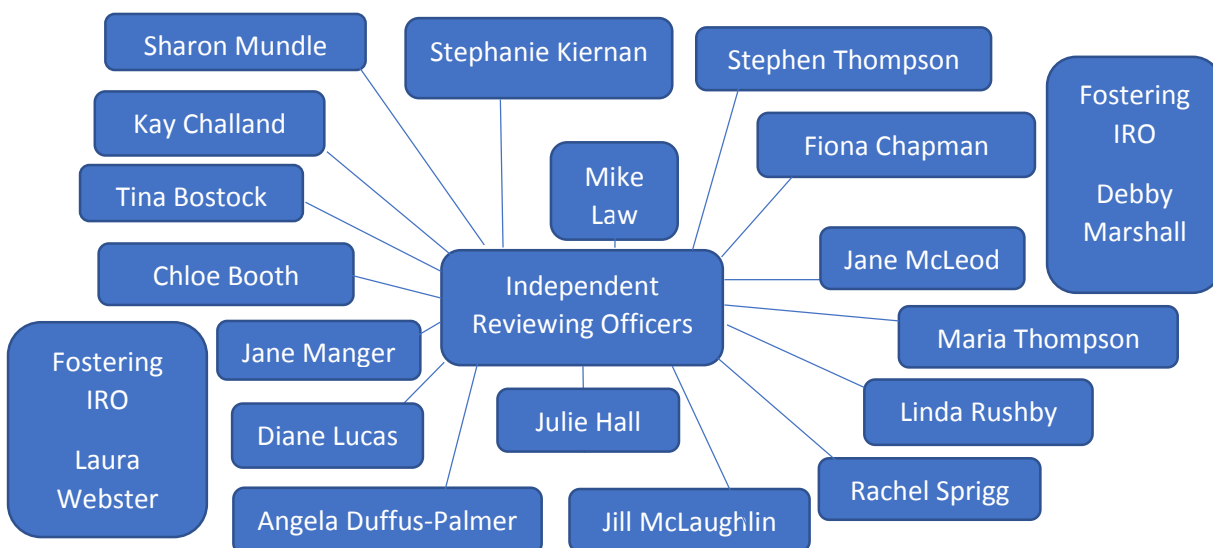 Sharon Mundle
Stephanie Kiernan
Stephen Thompson
Fostering
IRO
Debby
Marshall
Kay Challand
Fiona Chapman
Mike
Law
Tina Bostock
Chloe Booth
Jane McLeod
Independent
Reviewing Officers
Jane Manger
Maria Thompson
Fostering
IRO
Laura
Webster
Diane Lucas
Julie Hall
Linda Rushby
Rachel Sprigg
Angela Duffus-Palmer
Jill McLaughlin